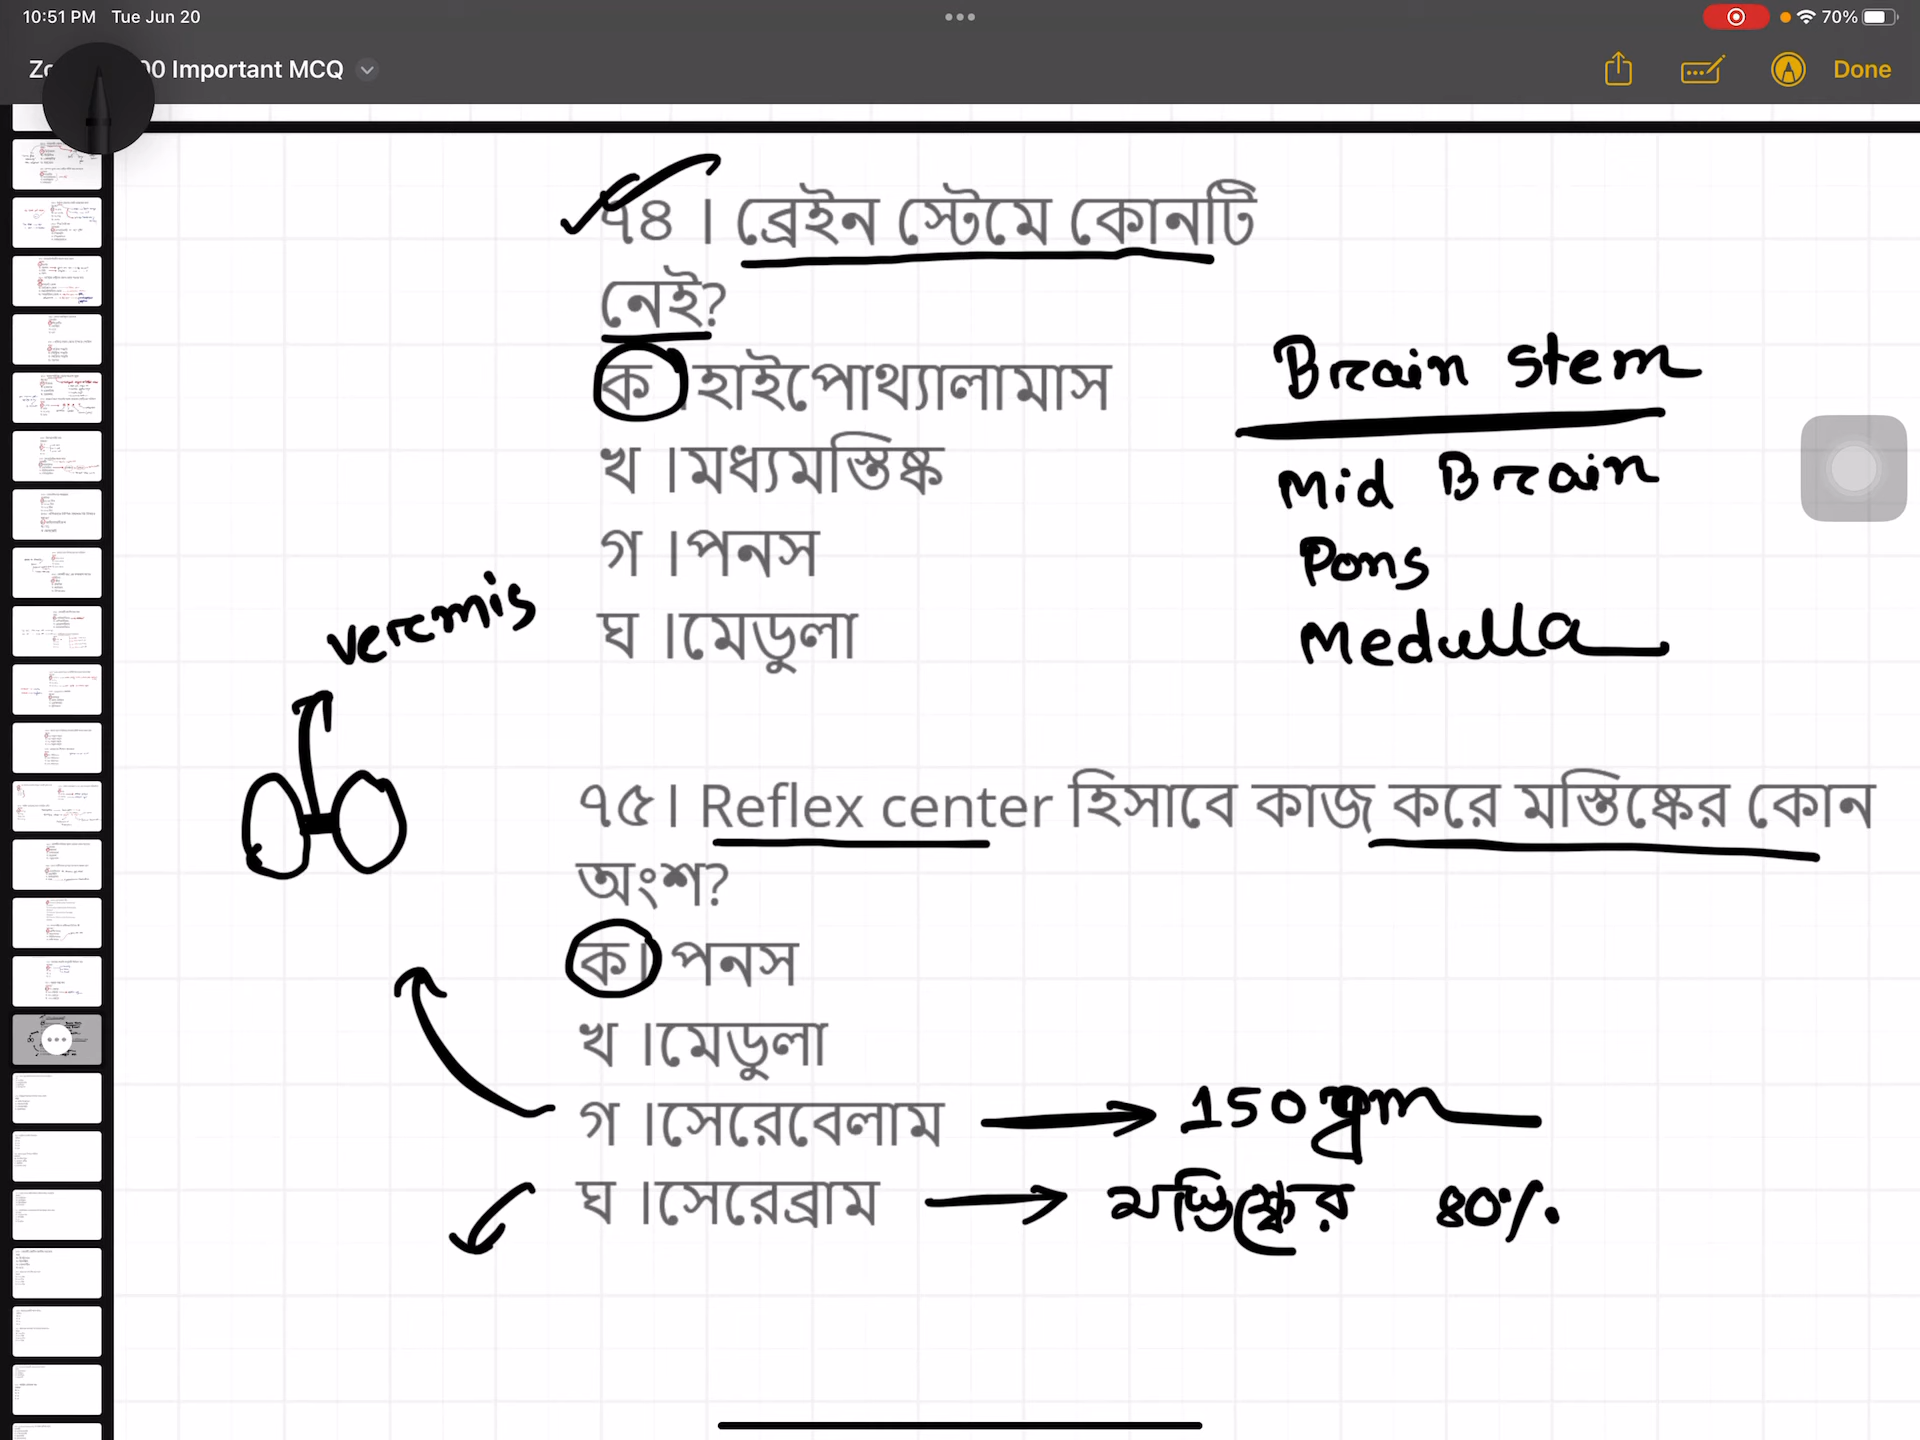 10:51 PM Tue Jun 20
70%
00 Important MCQ
Done
৭৪ । ব্রেইন স্টেমে কোনটি
নেই?
ক ।হাইপোথ্যালামাস
খ ।মধ্যমস্তিষ্ক
গ ।পনস
ঘ ।মেডুলা
Brain stem
Mid Brain
Pons
Medulla
vermis
৭৫। Reflex center হিসাবে কাজ করে মস্তিষ্কের কোন
অংশ?
ক। পনস
খ ।মেডুলা
গ ।সেরেবেলাম
150 gm
ঘ ।সেরেব্রাম
মস্তিষ্কের 80%